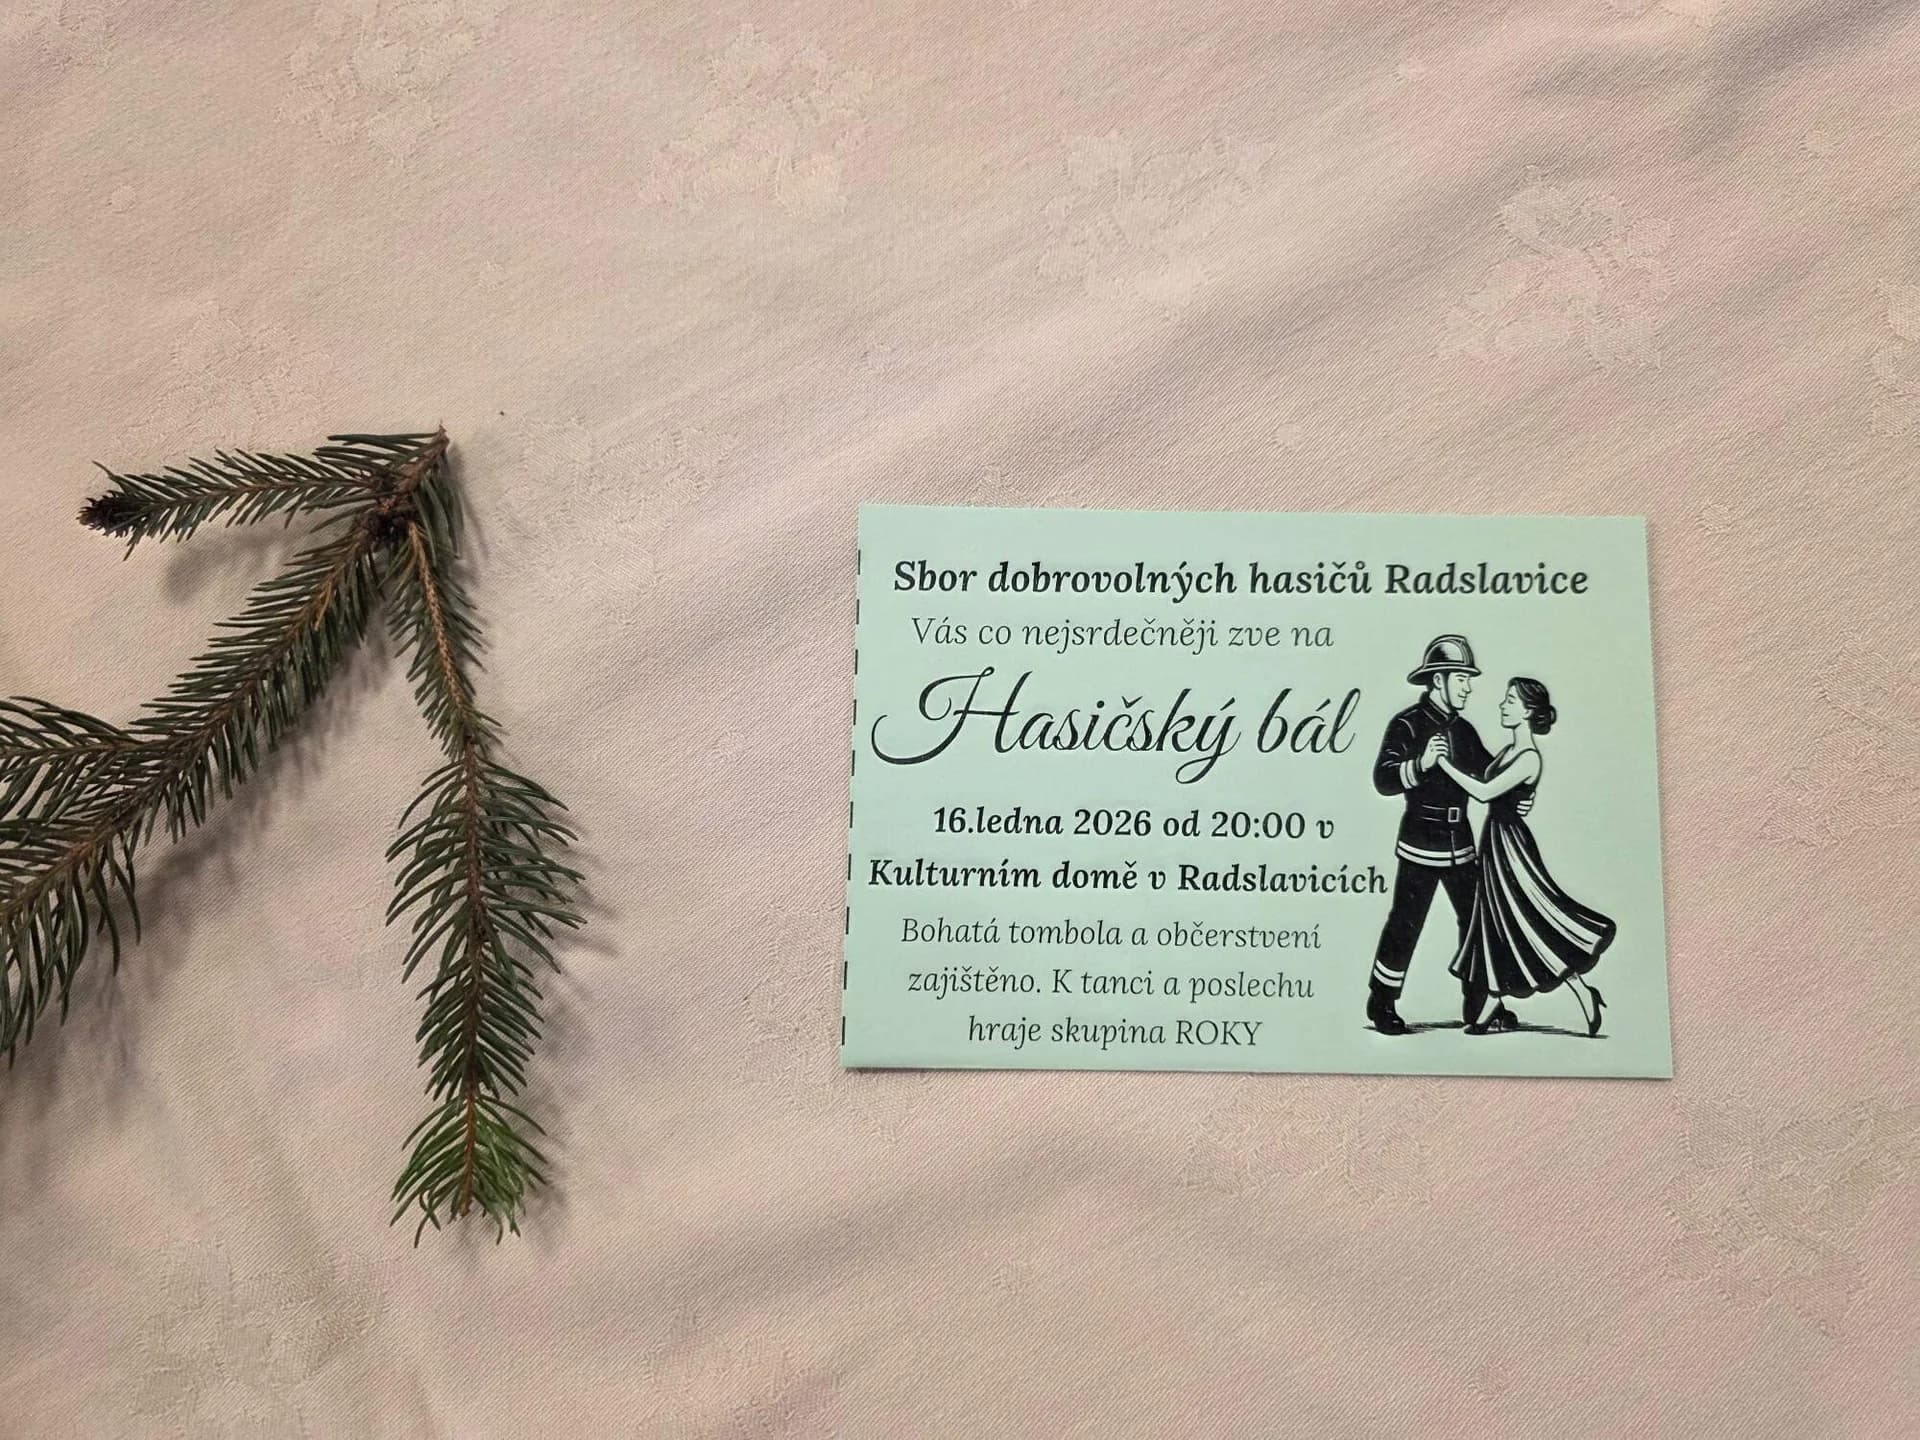 Sbor dobrovolných hasičů Radslavice
Vás co nejsrdečněji zve na
Hasičský bál
16.ledna 2026 od 20:00 v
Kulturním domě v Radslavicích
Bohatá tombola a občerstvení
zajištěno. K tanci a poslechu
hraje skupina ROKY